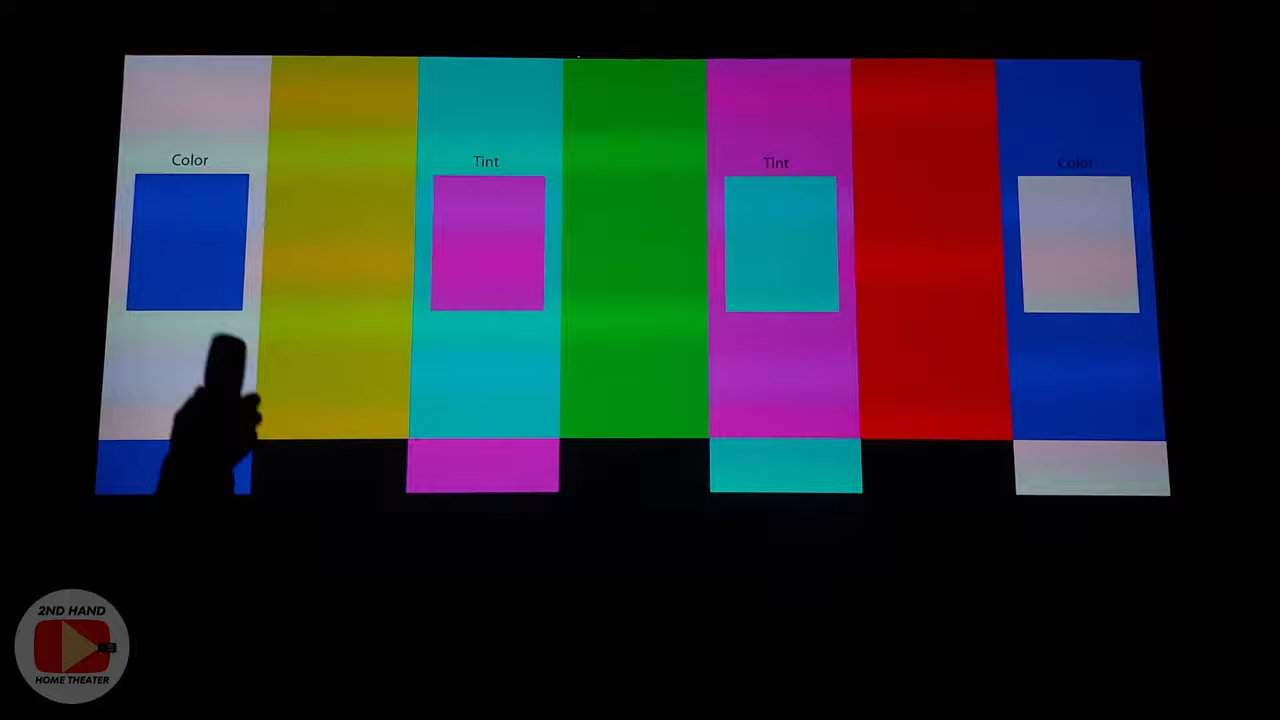 Color
Tint
Tint
Color
2ND HAND
HOME THEATER